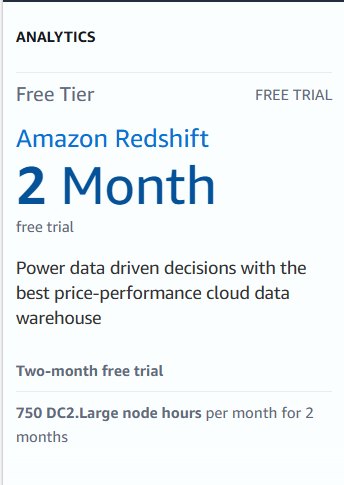 ANALYTICS
Free Tier FREE TRIAL
Amazon Redshift
2 Month
free trial
Power data driven decisions with the
best price-performance cloud data
warehouse
Two-month free trial
750 DC2.Large node hours per month for 2
months